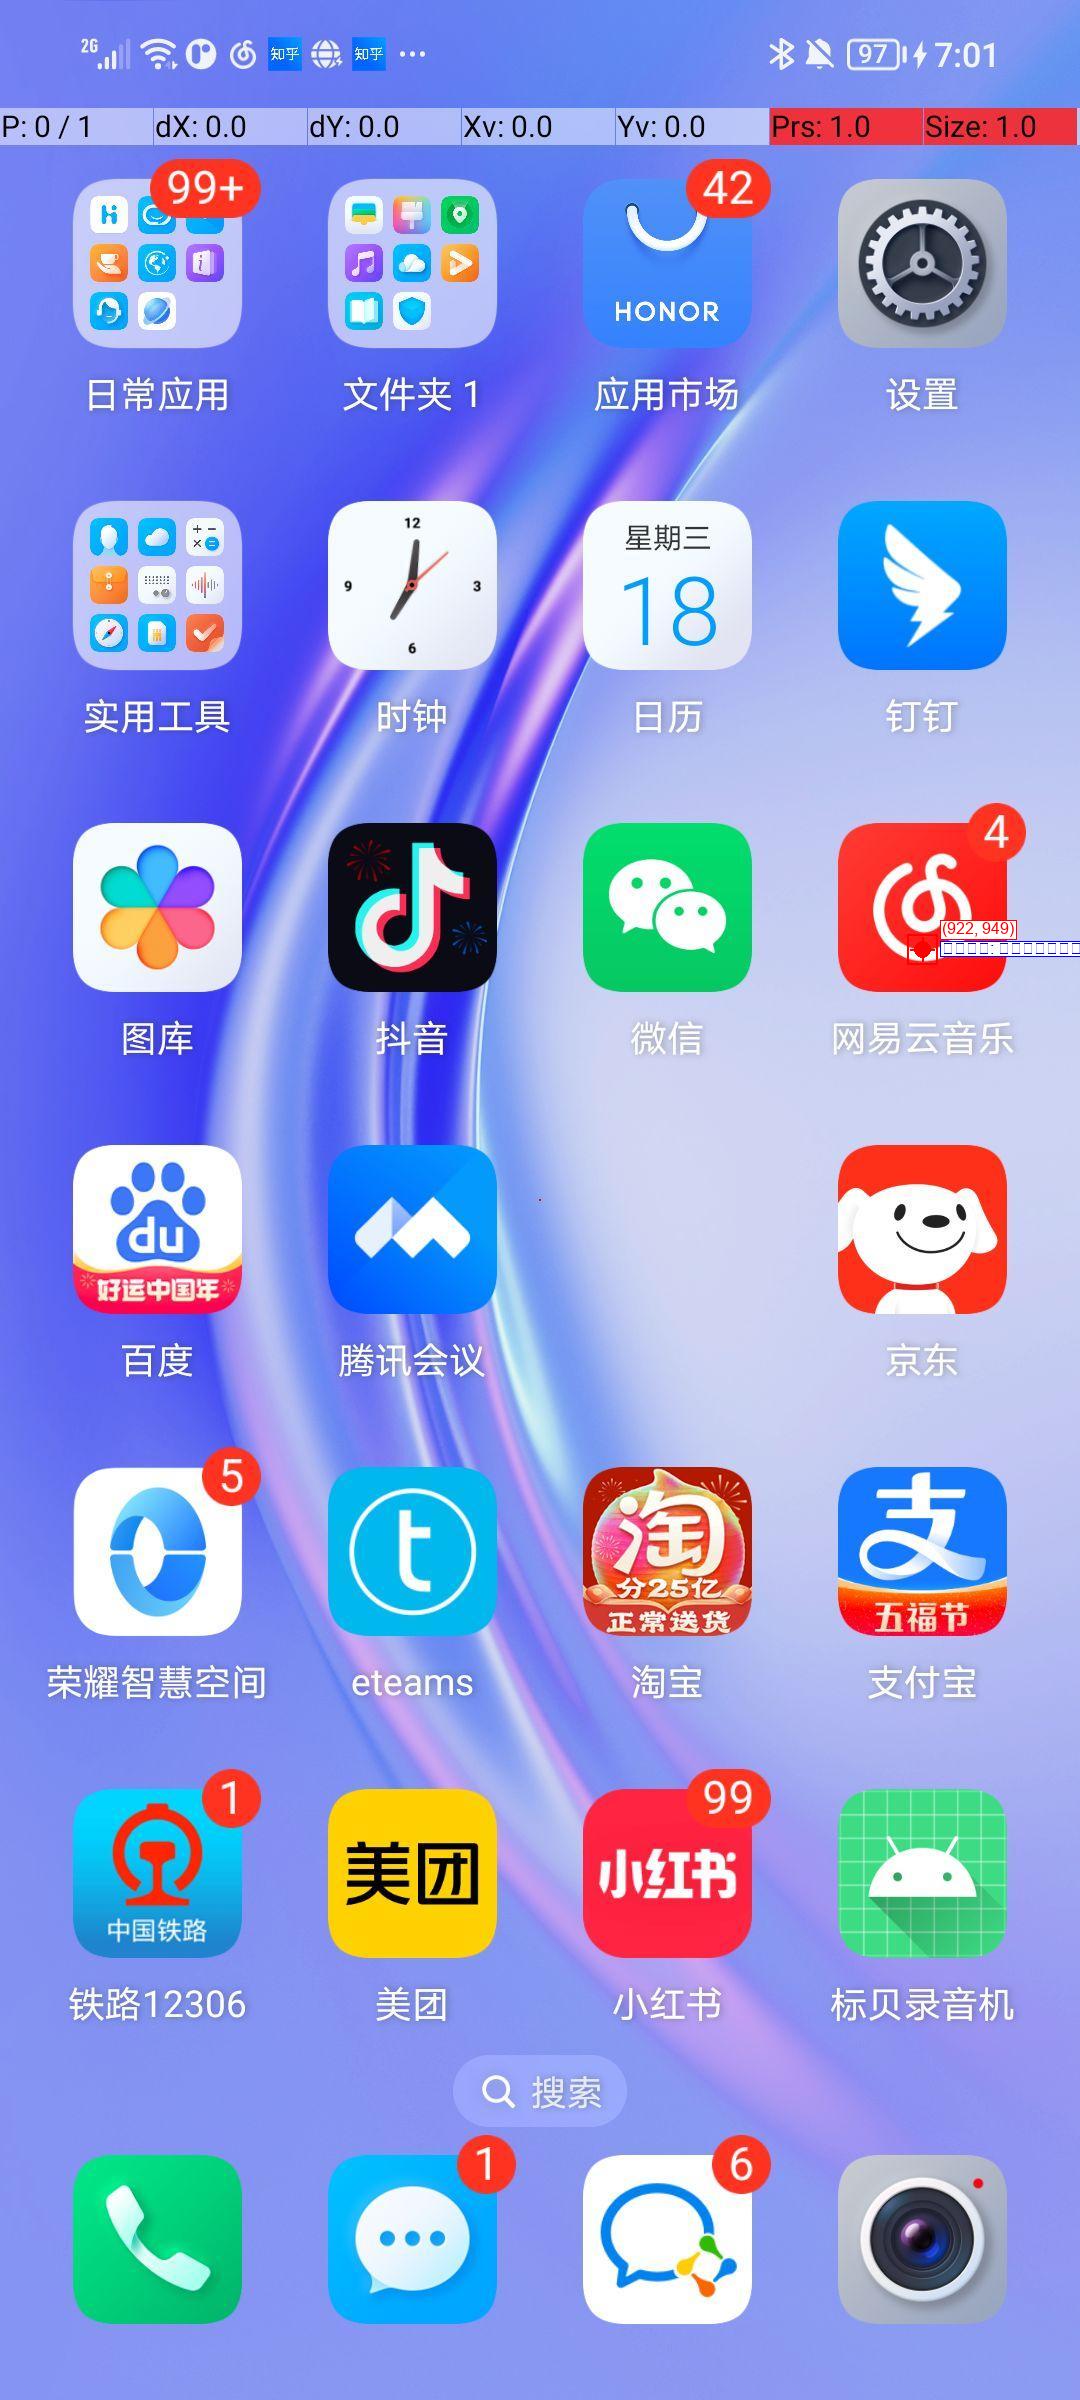 2G 知乎 知乎 ... 97 7:01
P: 0 / 1 dX: 0.0 dY: 0.0 Xv: 0.0 Yv: 0.0 Prs: 1.0 Size: 1.0
99+ 42
HONOR
日常应用 文件夹 1 应用市场 设置
12 9 3 6
星期三
18
实用工具 时钟 日历 钉钉
4
(922, 949)
图库 抖音 微信 网易云音乐
du
好运中国年
百度 腾讯会议 京东
5
t 淘 支
分25亿
正常送货 五福节
荣耀智慧空间 eteams 淘宝 支付宝
1 99
美团 小红书
中国铁路
铁路12306 美团 小红书 标贝录音机
搜索
1 6